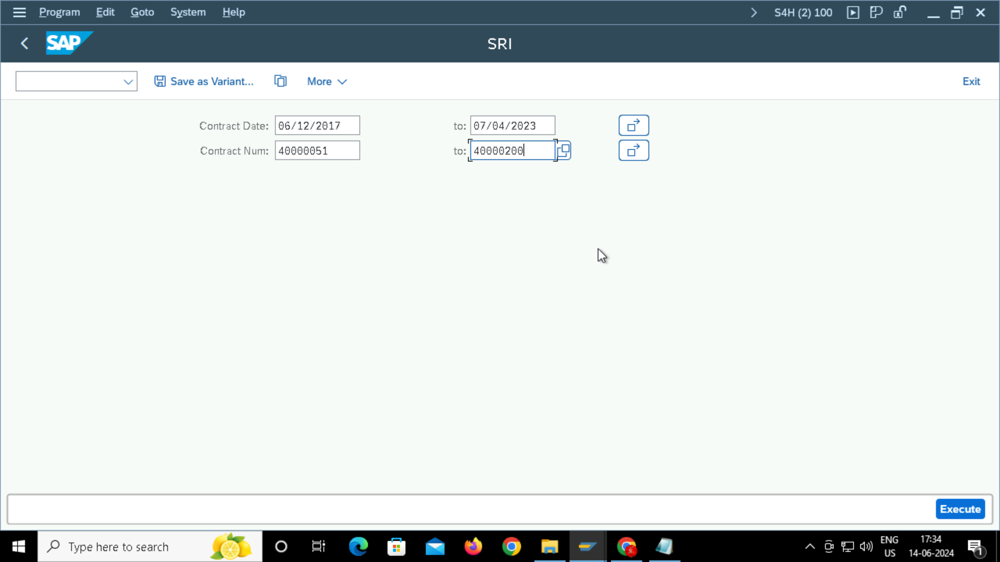 Program Edit Goto System Help S4H (2) 100
SAP SRI
Save as Variant... More Exit
Contract Date: 06/12/2017 to: 07/04/2023
Contract Num: 40000051 to: 40000200
Execute
Type here to search ENG 17:34
US 14-06-2024 1